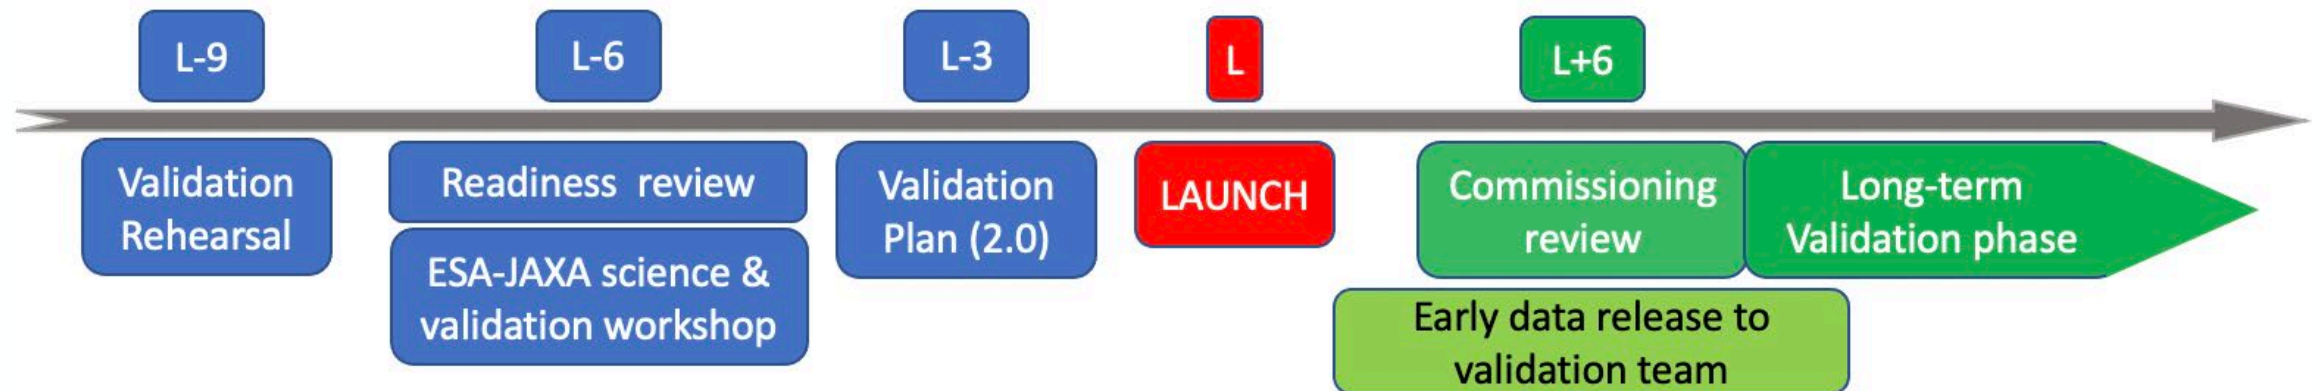 L-9
L-6
L-3
L
L+6
Validation
Rehearsal
Readiness review
ESA-JAXA science &
validation workshop
Validation
Plan (2.0)
LAUNCH
Commissioning
review
Long-term
Validation phase
Early data release to
validation team